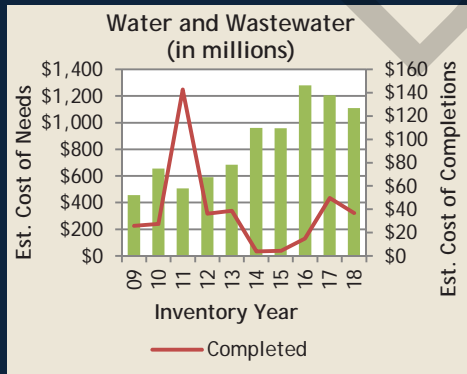 Water and Wastewater
(in millions)
Est. Cost of Needs
$1,400
$1,200
$1,000
$800
$600
$400
$200
$0
$160
$140
$120
$100
$80
$60
$40
$20
$0
Est. Cost of Completions
09 10 11 12 13 14 15 16 17 18
Inventory Year
Completed